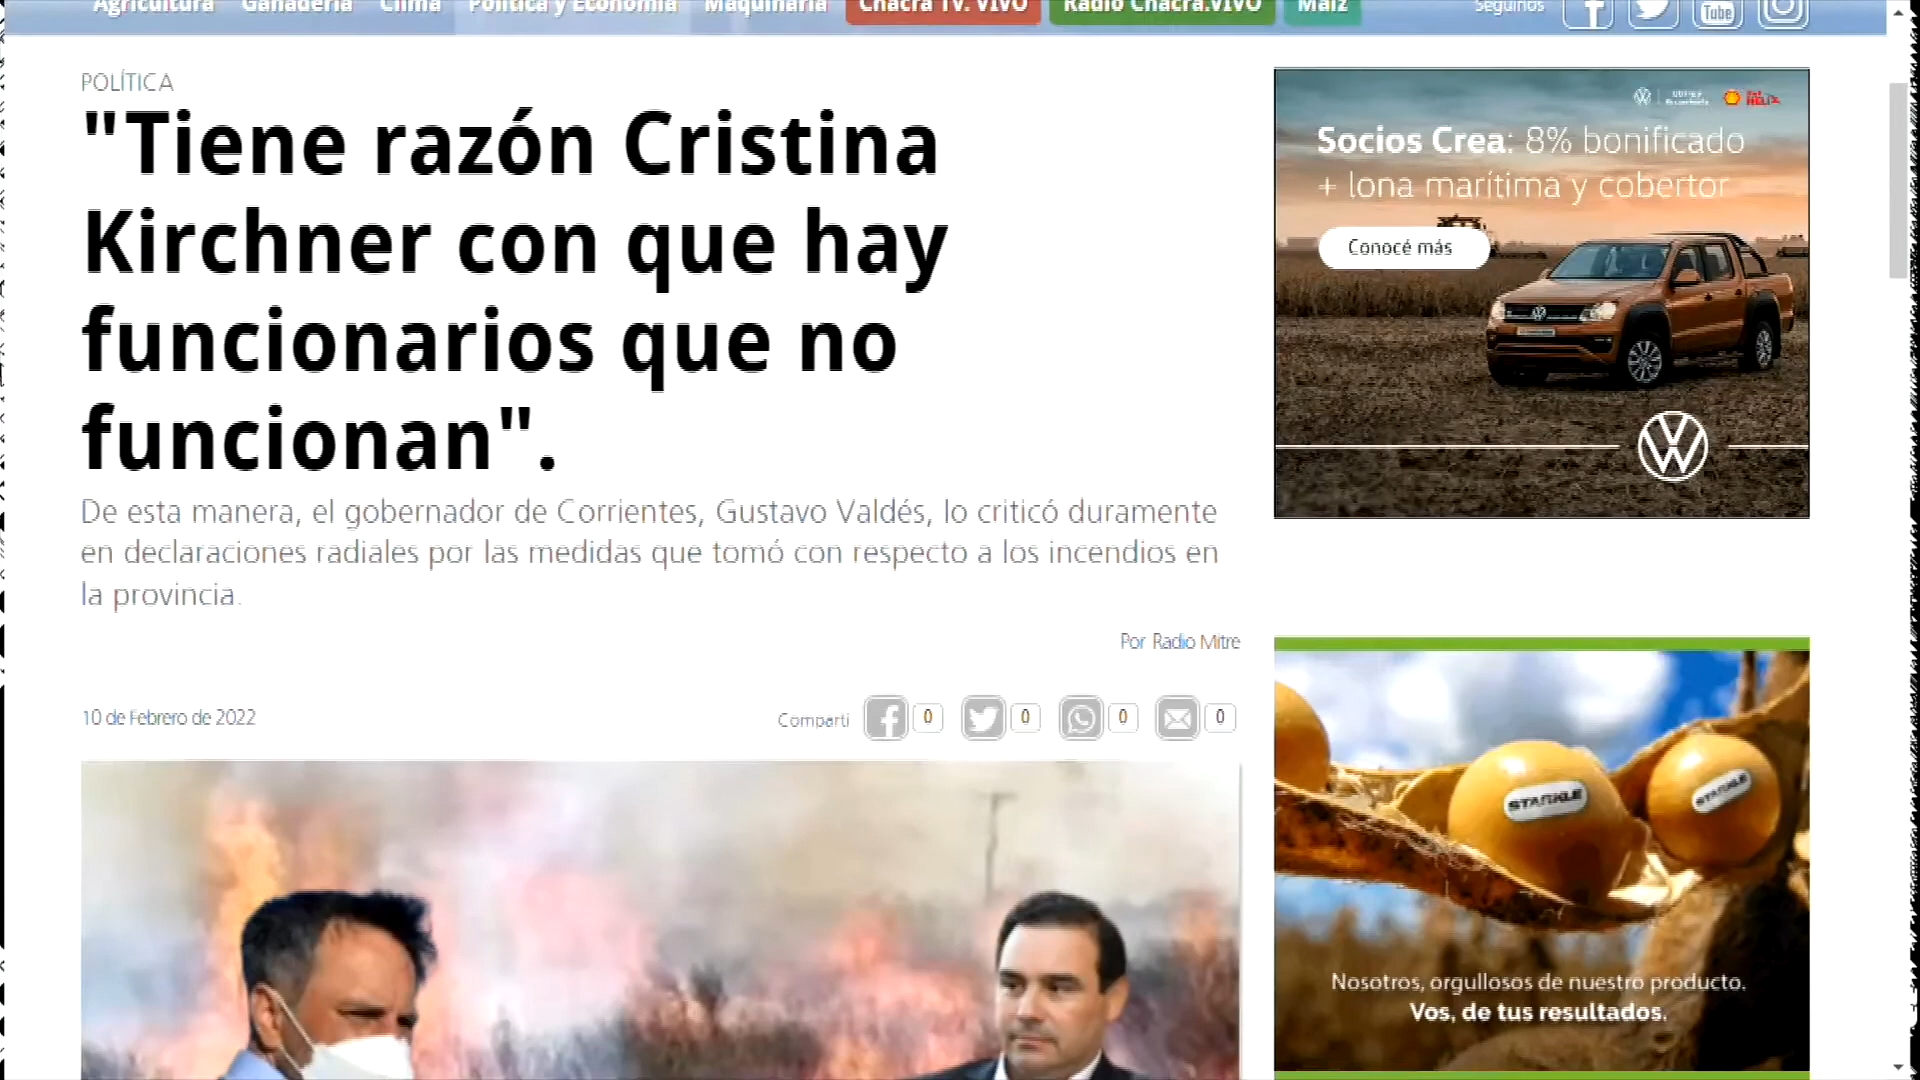 Agricultura Ganadería Clima Política y Economía Maquinaria Chacra TV. VIVO Radio Chacra.VIVO Maíz Seguinos
Tube
POLÍTICA
"Tiene razón Cristina
Kirchner con que hay
funcionarios que no
funcionan".
De esta manera, el gobernador de Corrientes, Gustavo Valdés, lo criticó duramente
en declaraciones radiales por las medidas que tomó con respecto a los incendios en
la provincia.
Por Radio Mitre
10 de Febrero de 2022
Compartí 0 0 0 0
Socios Crea: 8% bonificado
+ lona marítima y cobertor
Conocé más
STARKLE
STARKLE
Nosotros, orgullosos de nuestro producto.
Vos, de tus resultados.